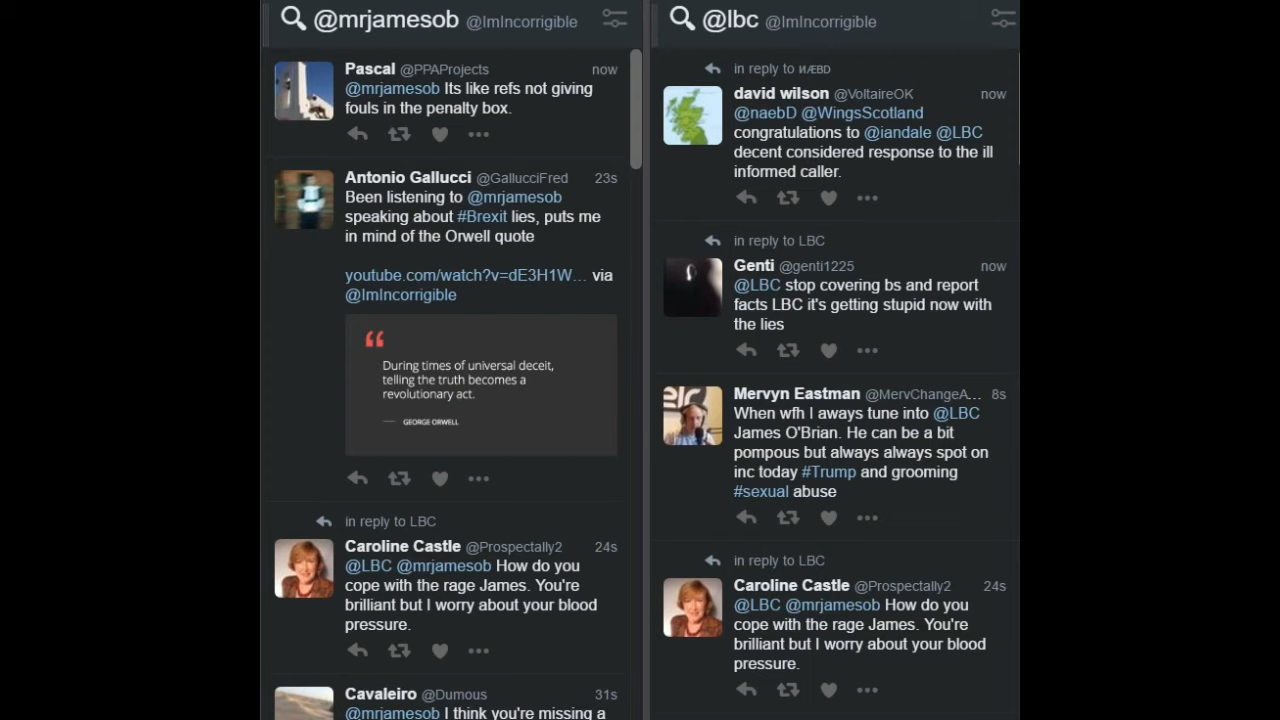 @mrjamesob @ImIncorrigible
Pascal @PPAProjects now
@mrjamesob Its like refs not giving
fouls in the penalty box.
Antonio Gallucci @GallucciFred 23s
Been listening to @mrjamesob
speaking about #Brexit lies, puts me
in mind of the Orwell quote
youtube.com/watch?v=dE3H1W... via
@ImIncorrigible
“
During times of universal deceit,
telling the truth becomes a
revolutionary act.
— GEORGE ORWELL
in reply to LBC
Caroline Castle @Prospectally2 24s
@LBC @mrjamesob How do you
cope with the rage James. You're
brilliant but I worry about your blood
pressure.
Cavaleiro @Dumous 31s
@mrjamesob I think you're missing a
@lbc @ImIncorrigible
in reply to ИÆBD
david wilson @VoltaireOK now
@naebD @WingsScotland
congratulations to @iandale @LBC
decent considered response to the ill
informed caller.
in reply to LBC
Genti @genti1225 now
@LBC stop covering bs and report
facts LBC it's getting stupid now with
the lies
Mervyn Eastman @MervChangeA... 8s
When wfh I aways tune into @LBC
James O'Brian. He can be a bit
pompous but always always spot on
inc today #Trump and grooming
#sexual abuse
in reply to LBC
Caroline Castle @Prospectally2 24s
@LBC @mrjamesob How do you
cope with the rage James. You're
brilliant but I worry about your blood
pressure.